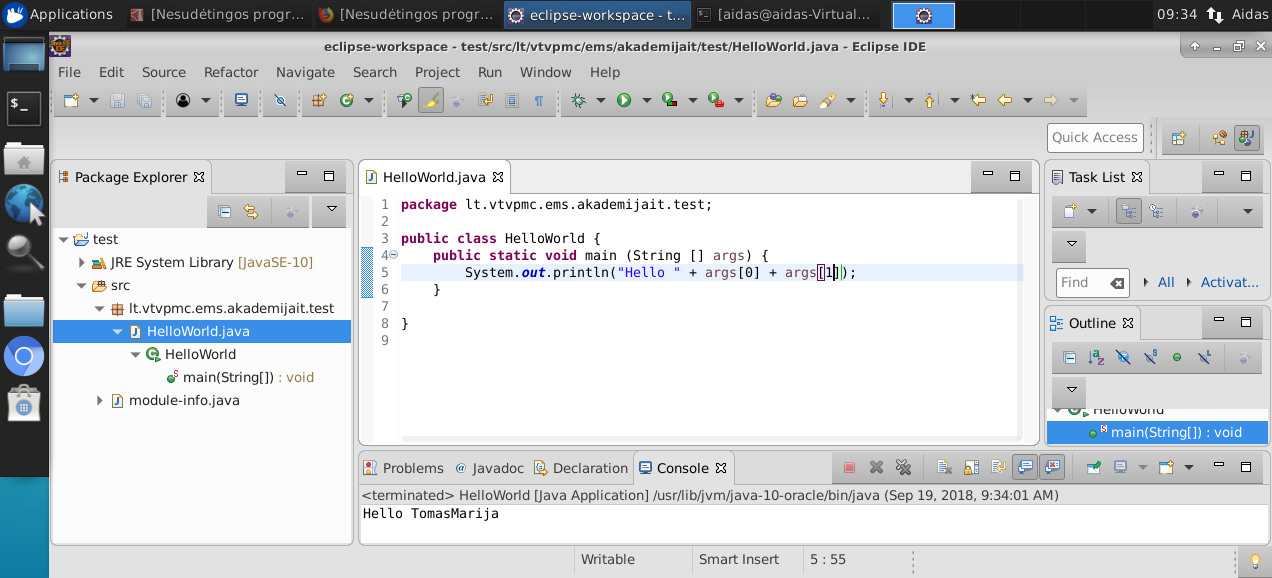 Applications [Nesudėtingos progr... [Nesudėtingos progr... eclipse-workspace - t... [aidas@aidas-Virtual... 09:34 Aidas
eclipse-workspace - test/src/lt/vtvpmc/ems/akademijait/test/HelloWorld.java - Eclipse IDE
File Edit Source Refactor Navigate Search Project Run Window Help
Quick Access
Package Explorer
test
JRE System Library [JavaSE-10]
src
lt.vtvpmc.ems.akademijait.test
HelloWorld.java
HelloWorld
main(String[]) : void
module-info.java
HelloWorld.java
1 package lt.vtvpmc.ems.akademijait.test;
2
3 public class HelloWorld {
4 public static void main (String [] args) {
5 System.out.println("Hello " + args[0] + args[1]);
6 }
7
8 }
9
Task List
Find All Activat...
Outline
HelloWorld
main(String[]) : void
Problems @ Javadoc Declaration Console
<terminated> HelloWorld [Java Application] /usr/lib/jvm/java-10-oracle/bin/java (Sep 19, 2018, 9:34:01 AM)
Hello TomasMarija
Writable Smart Insert 5 : 55